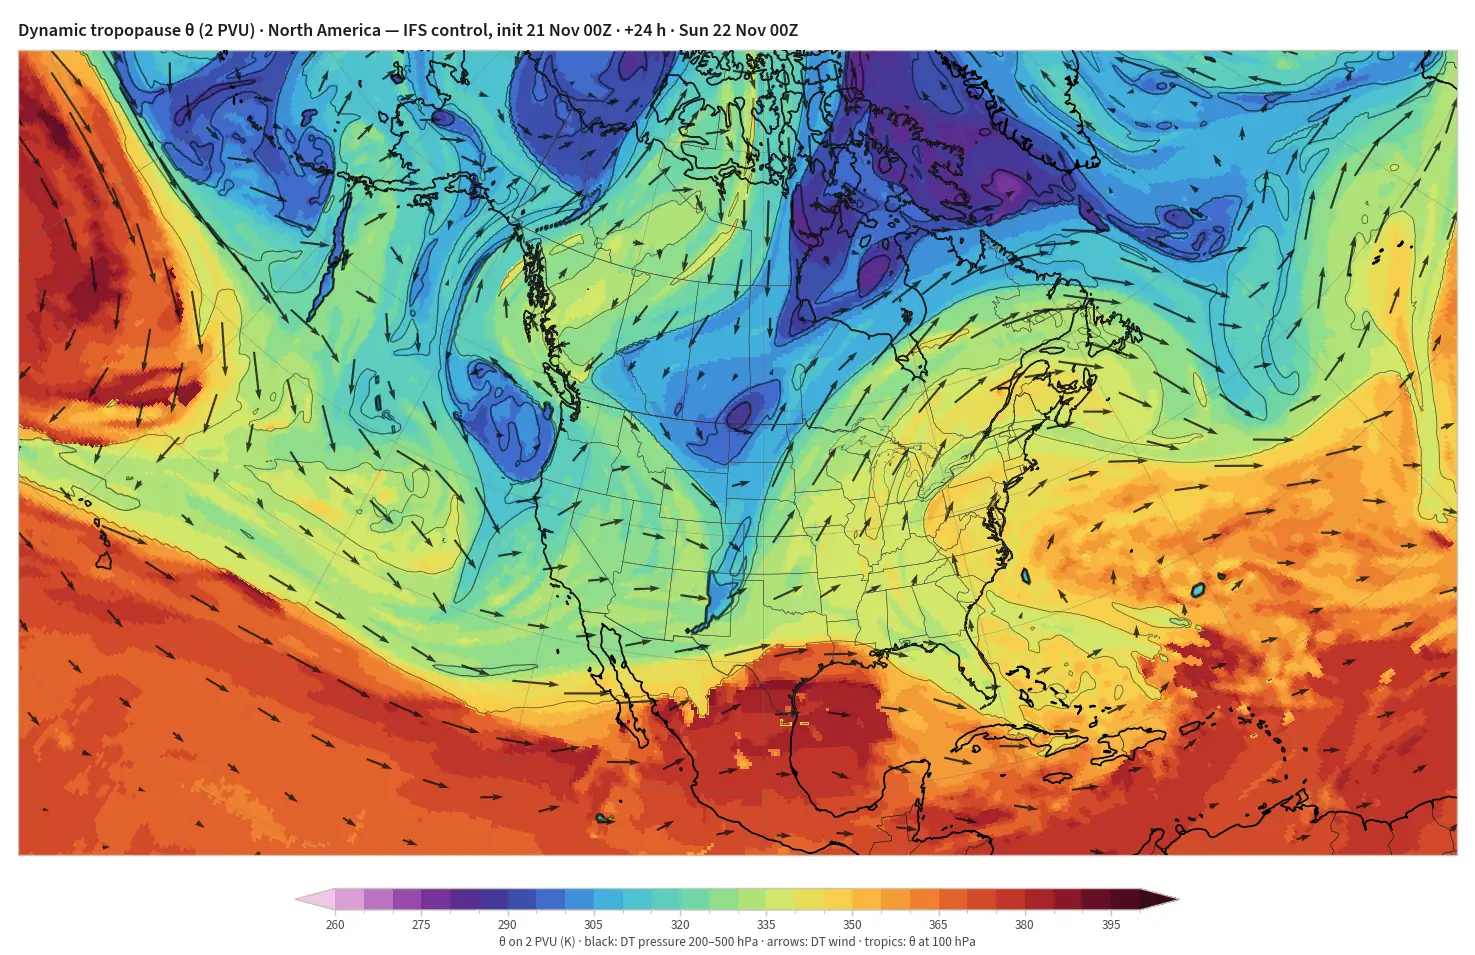 Dynamic tropopause θ (2 PVU) · North America — IFS control, init 21 Nov 00Z · +24 h · Sun 22 Nov 00Z
260 275 290 305 320 335 350 365 380 395
θ on 2 PVU (K) · black: DT pressure 200–500 hPa · arrows: DT wind · tropics: θ at 100 hPa